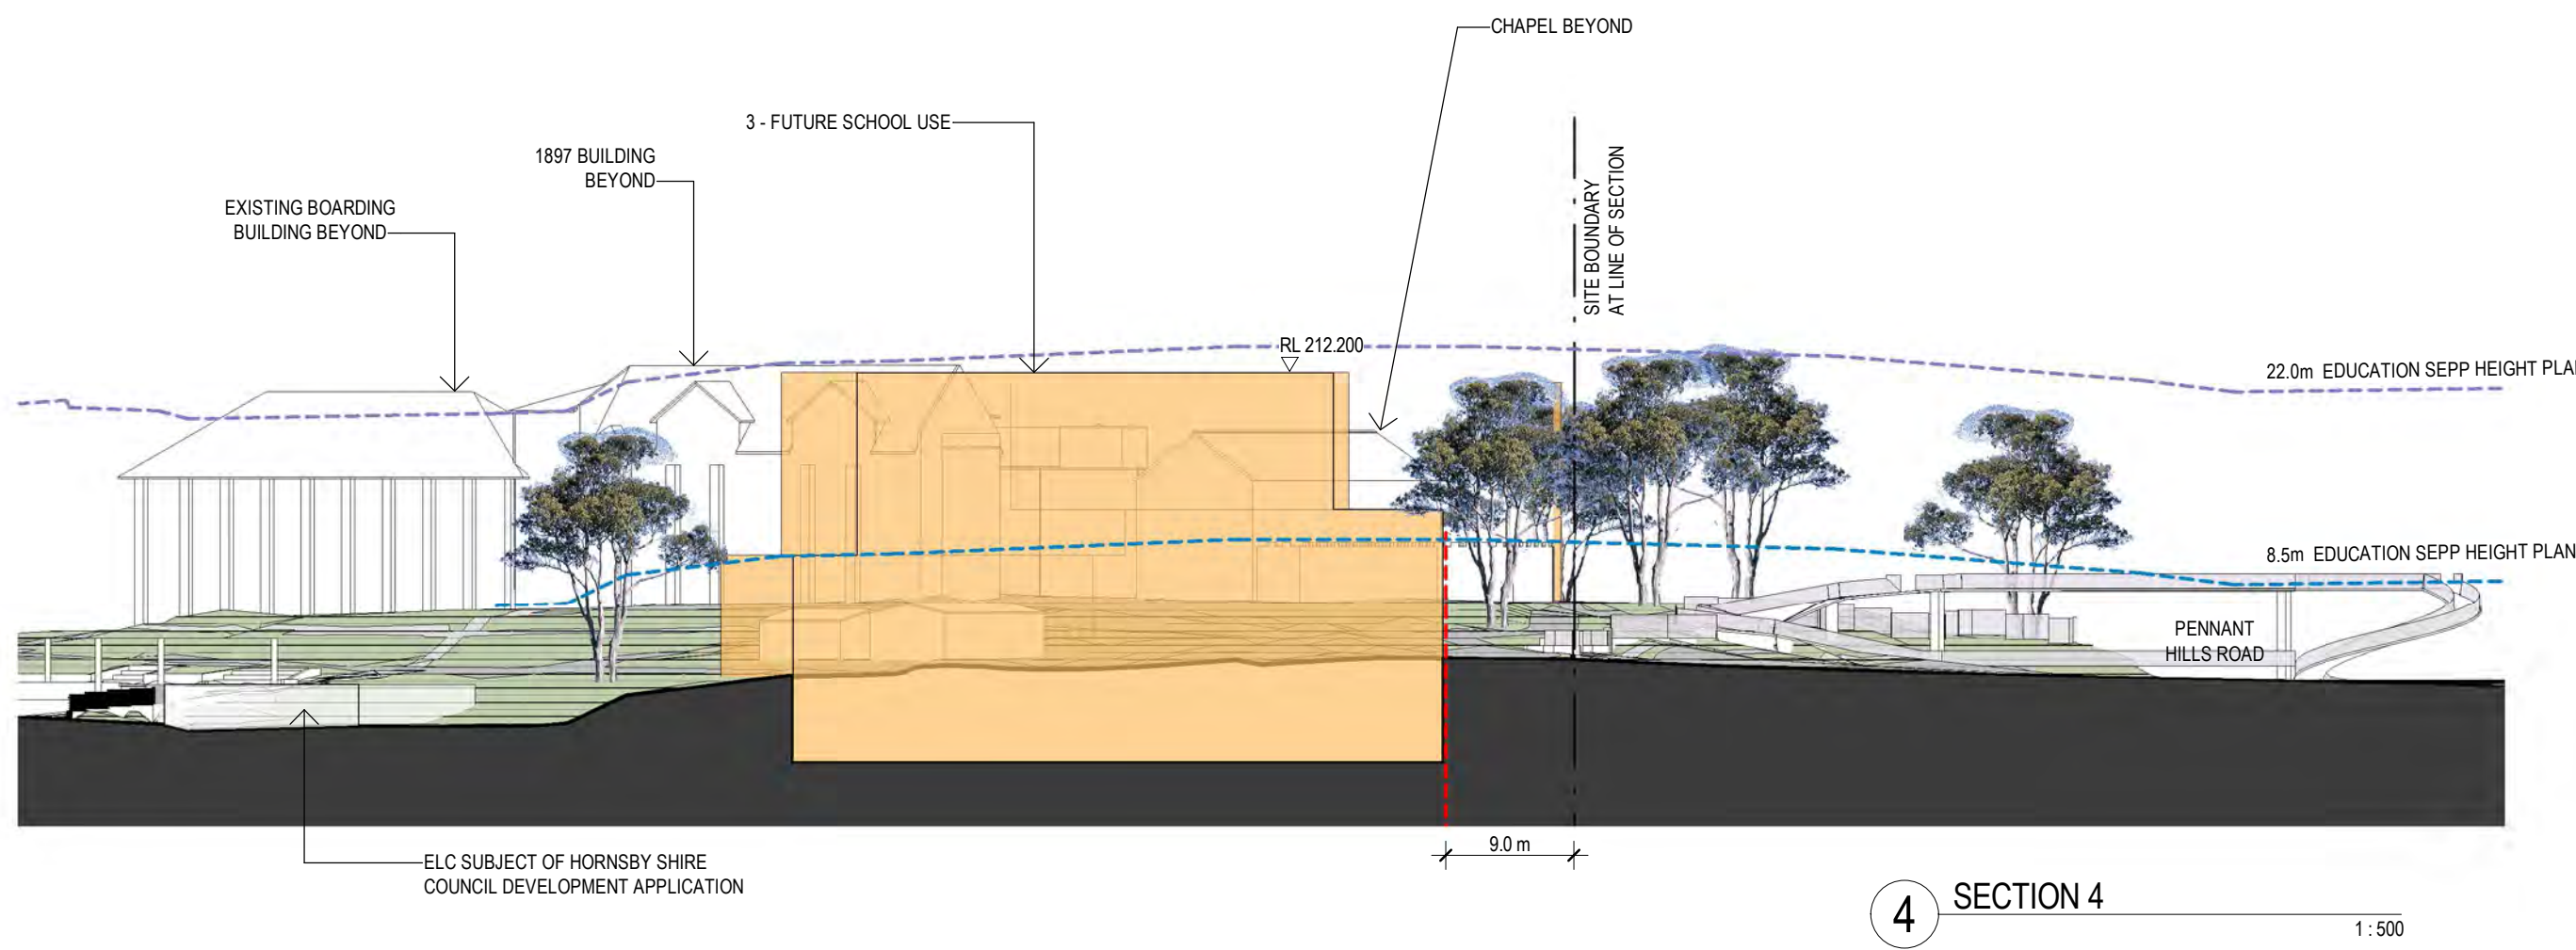 CHAPEL BEYOND
3 - FUTURE SCHOOL USE
1897 BUILDING
BEYOND
EXISTING BOARDING
BUILDING BEYOND
SITE BOUNDARY
AT LINE OF SECTION
RL 212.200
22.0m EDUCATION SEPP HEIGHT PLAN
8.5m EDUCATION SEPP HEIGHT PLAN
PENNANT
HILLS ROAD
9.0 m
ELC SUBJECT OF HORNSBY SHIRE
COUNCIL DEVELOPMENT APPLICATION
4
SECTION 4
1 : 500